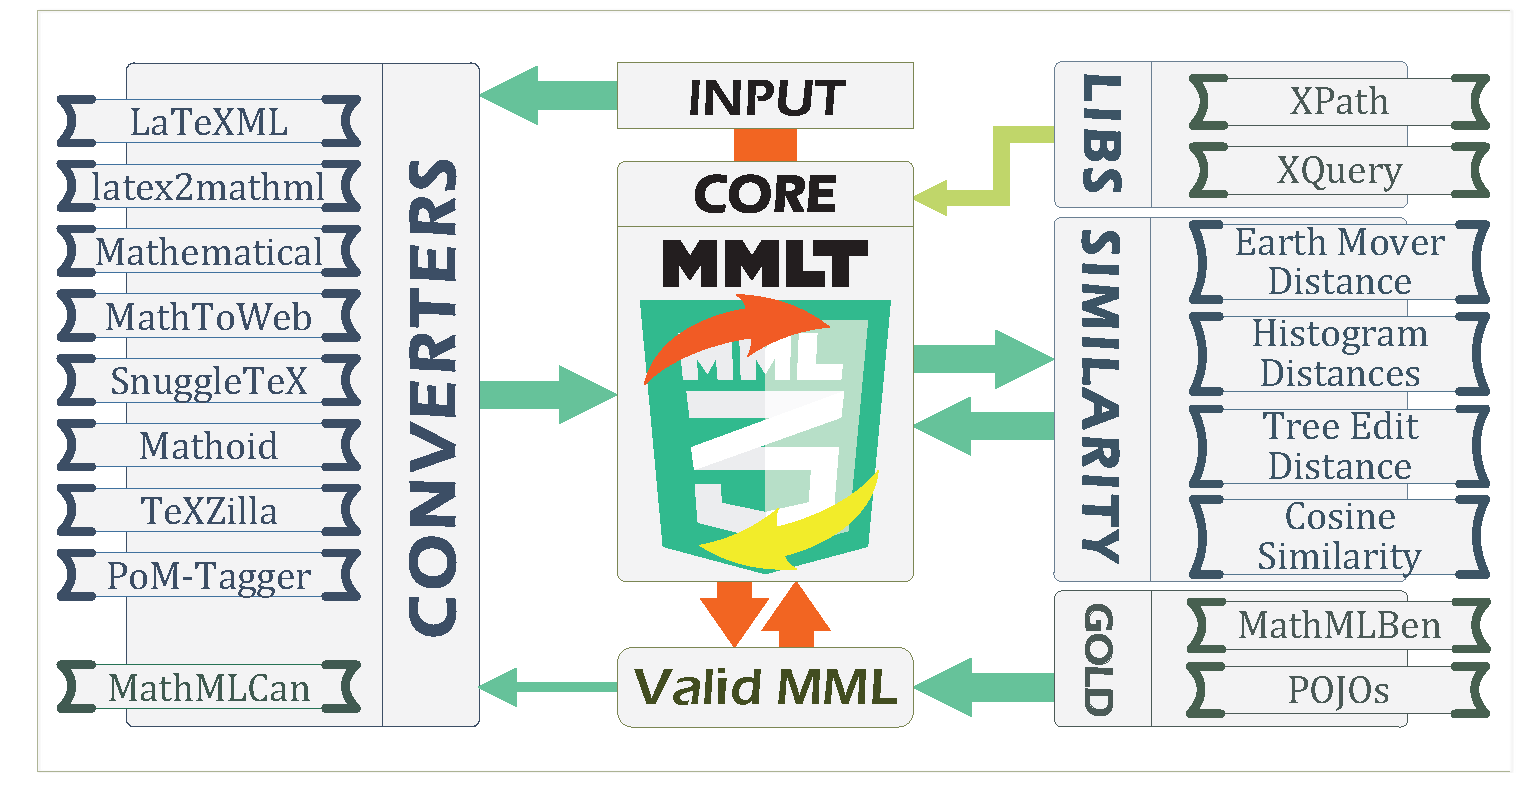 LaTeXML
latex2mathml
Mathematical
MathToWeb
SnuggleTeX
Mathoid
TeXZilla
PoM-Tagger
MathMLCan
CONVERTERS
INPUT
CORE
MMLT
MML
Valid MML
LIBS
XPath
XQuery
SIMILARITY
Earth Mover
Distance
Histogram
Distances
Tree Edit
Distance
Cosine
Similarity
GOLD
MathMLBen
POJOs